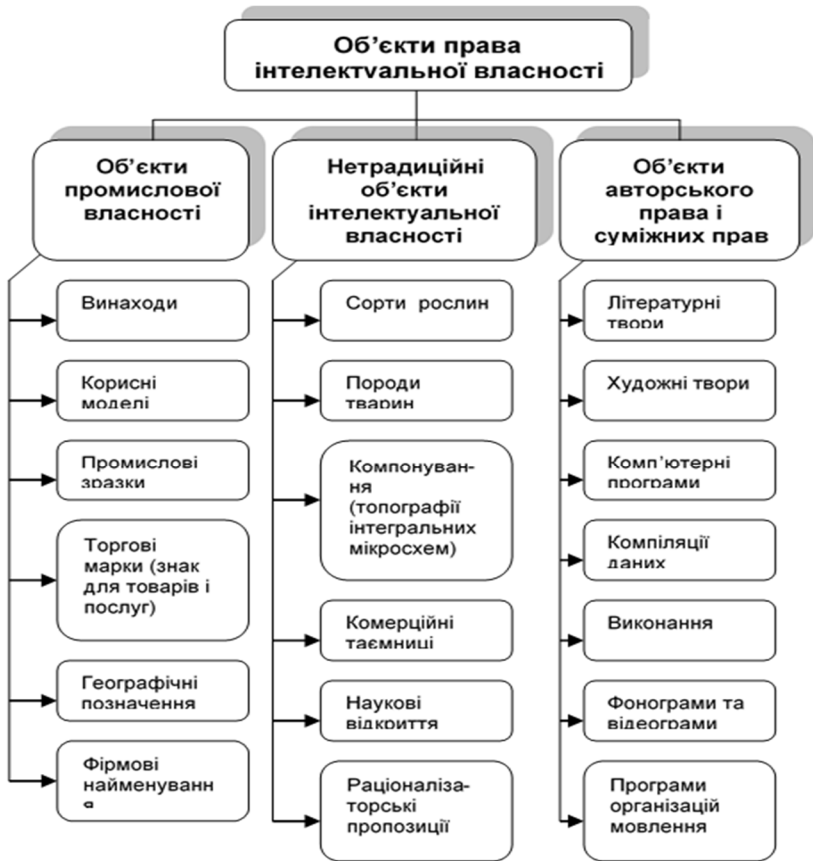 Об’єкти права
інтелектуальної власності
Об’єкти
промислової
власності
Нетрадиційні
об’єкти
інтелектуальної
власності
Об’єкти
авторського
права і
суміжних прав
Винаходи
Корисні
моделі
Промислові
зразки
Торгові
марки (знак
для товарів і
послуг)
Географічні
позначення
Фірмові
найменуванн
я
Сорти рослин
Породи
тварин
Компонуван-
ня
(топографії
інтегральних
мікросхем)
Комерційні
таємниці
Наукові
відкриття
Раціоналіза-
торські
пропозиції
Літературні
твори
Художні твори
Комп’ютерні
програми
Компіляції
даних
Виконання
Фонограми та
відеограми
Програми
організацій
мовлення